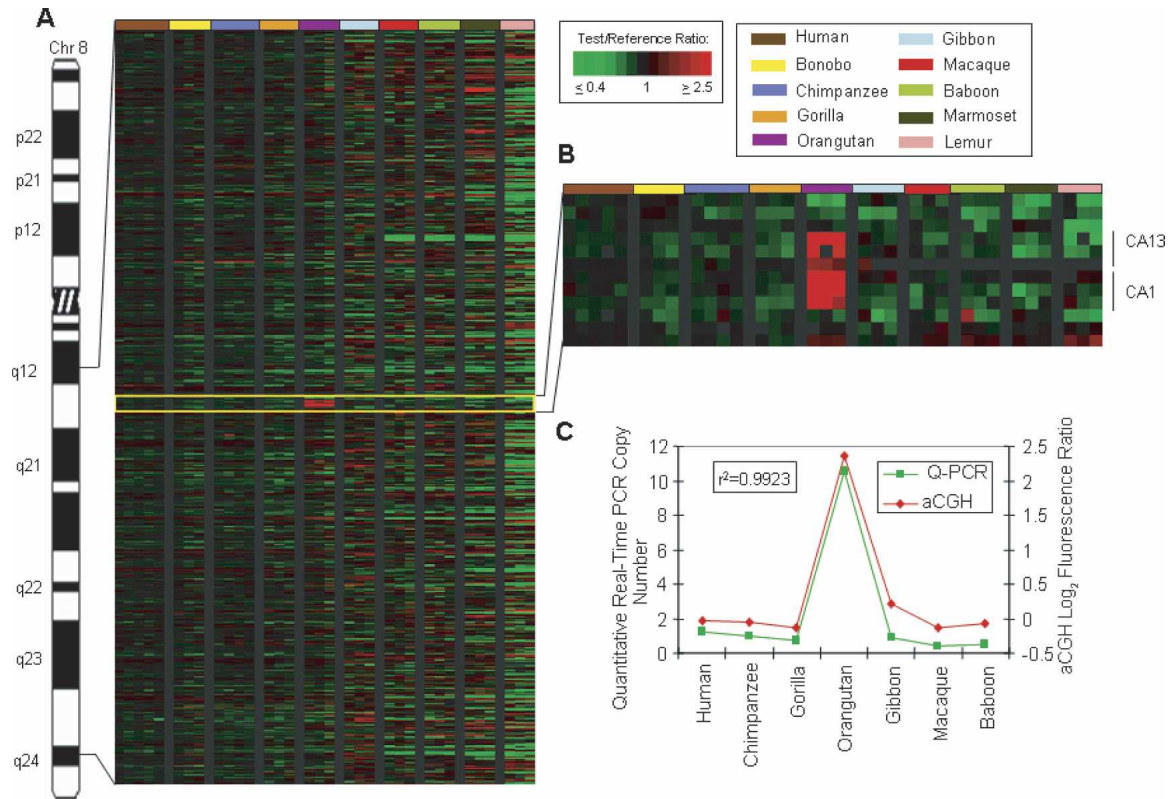 A
Chr 8
p22
p21
p12
q12
q21
q22
q23
q24
Test/Reference Ratio:
≤ 0.4 1 ≥ 2.5
Human
Bonobo
Chimpanzee
Gorilla
Orangutan
Gibbon
Macaque
Baboon
Marmoset
Lemur
B
CA13
CA1
C
Quantitative Real-Time PCR Copy
Number
12
10
8
6
4
2
0
r²=0.9923
Q-PCR
aCGH
2.5
2
1.5
1
0.5
0
-0.5
aCGH Log₂ Fluorescence Ratio
Human
Chimpanzee
Gorilla
Orangutan
Gibbon
Macaque
Baboon